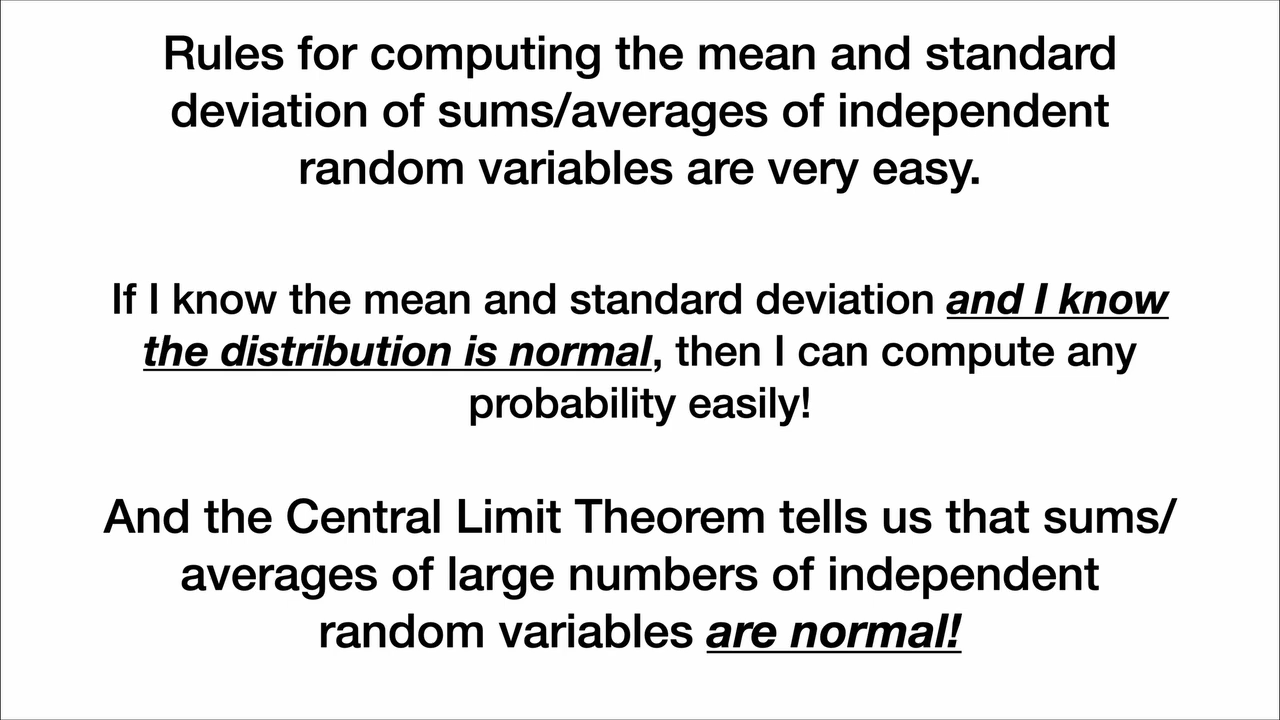 Rules for computing the mean and standard
deviation of sums/averages of independent
random variables are very easy.
If I know the mean and standard deviation and I know
the distribution is normal, then I can compute any
probability easily!
And the Central Limit Theorem tells us that sums/
averages of large numbers of independent
random variables are normal!